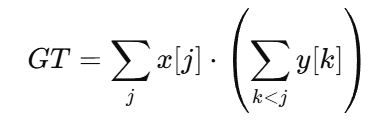 GT = \sum_{j} x[j] \cdot \left( \sum_{k<j} y[k] \right)